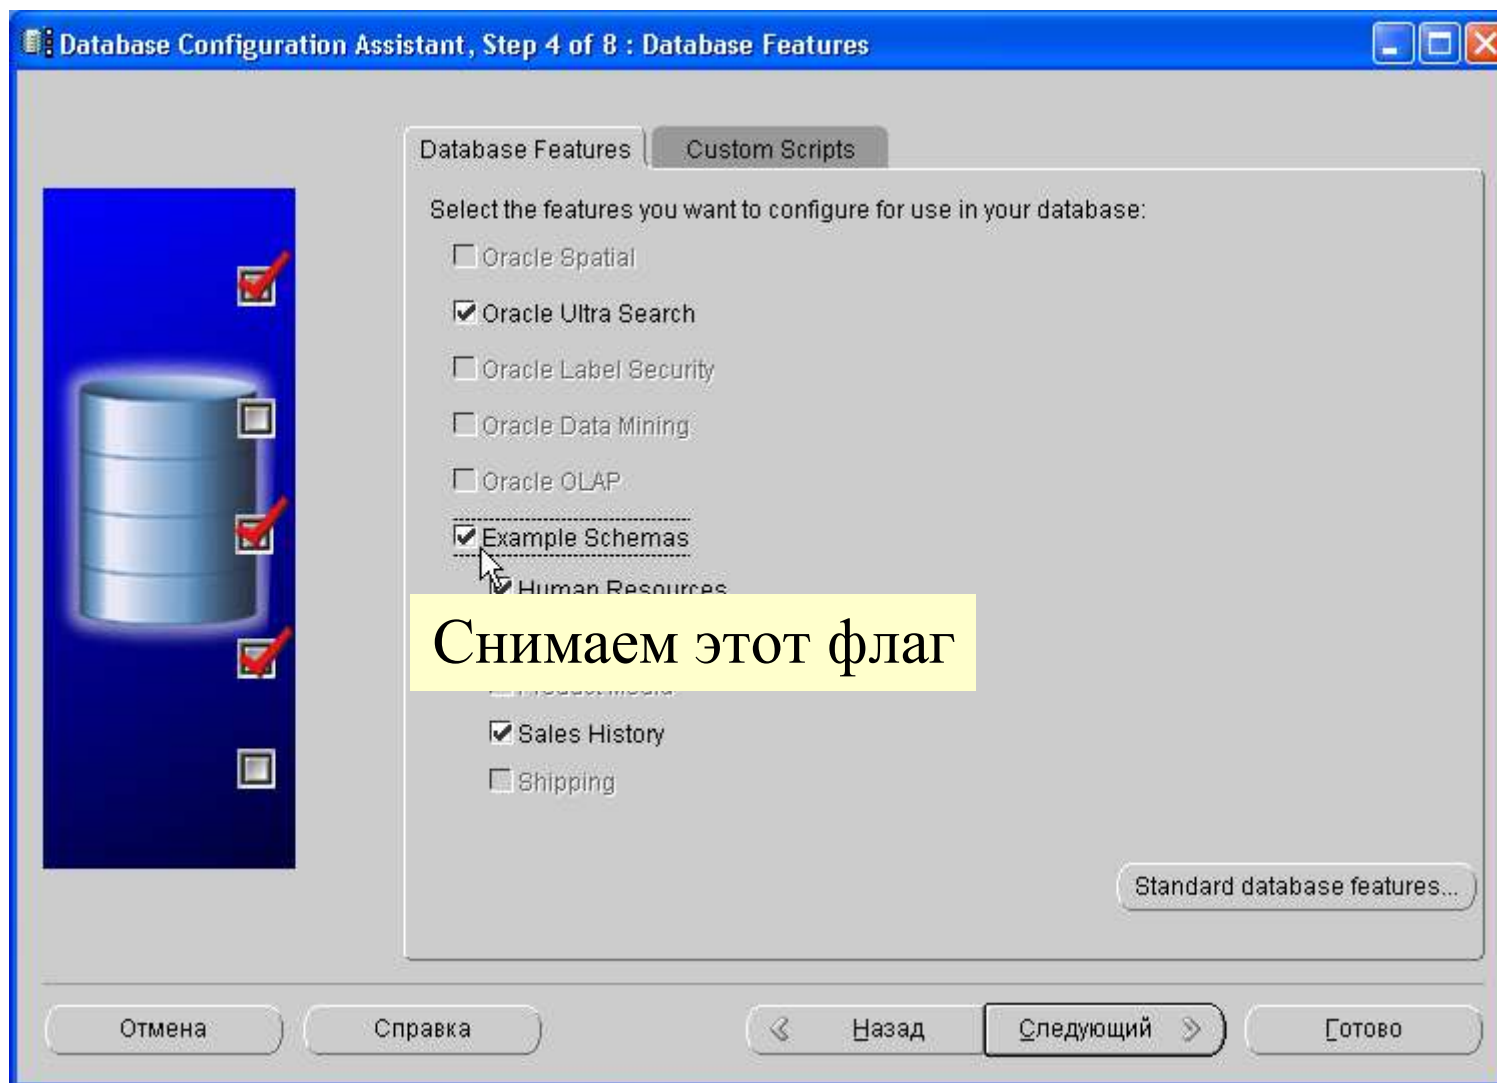 Database Configuration Assistant, Step 4 of 8 : Database Features
Database Features
Custom Scripts
Select the features you want to configure for use in your database:
Oracle Spatial
Oracle Ultra Search
Oracle Label Security
Oracle Data Mining
Oracle OLAP
Example Schemas
Human Resources
Снимаем этот флаг
Sales History
Shipping
Standard database features...
Отмена
Справка
Назад
Следующий
Готово